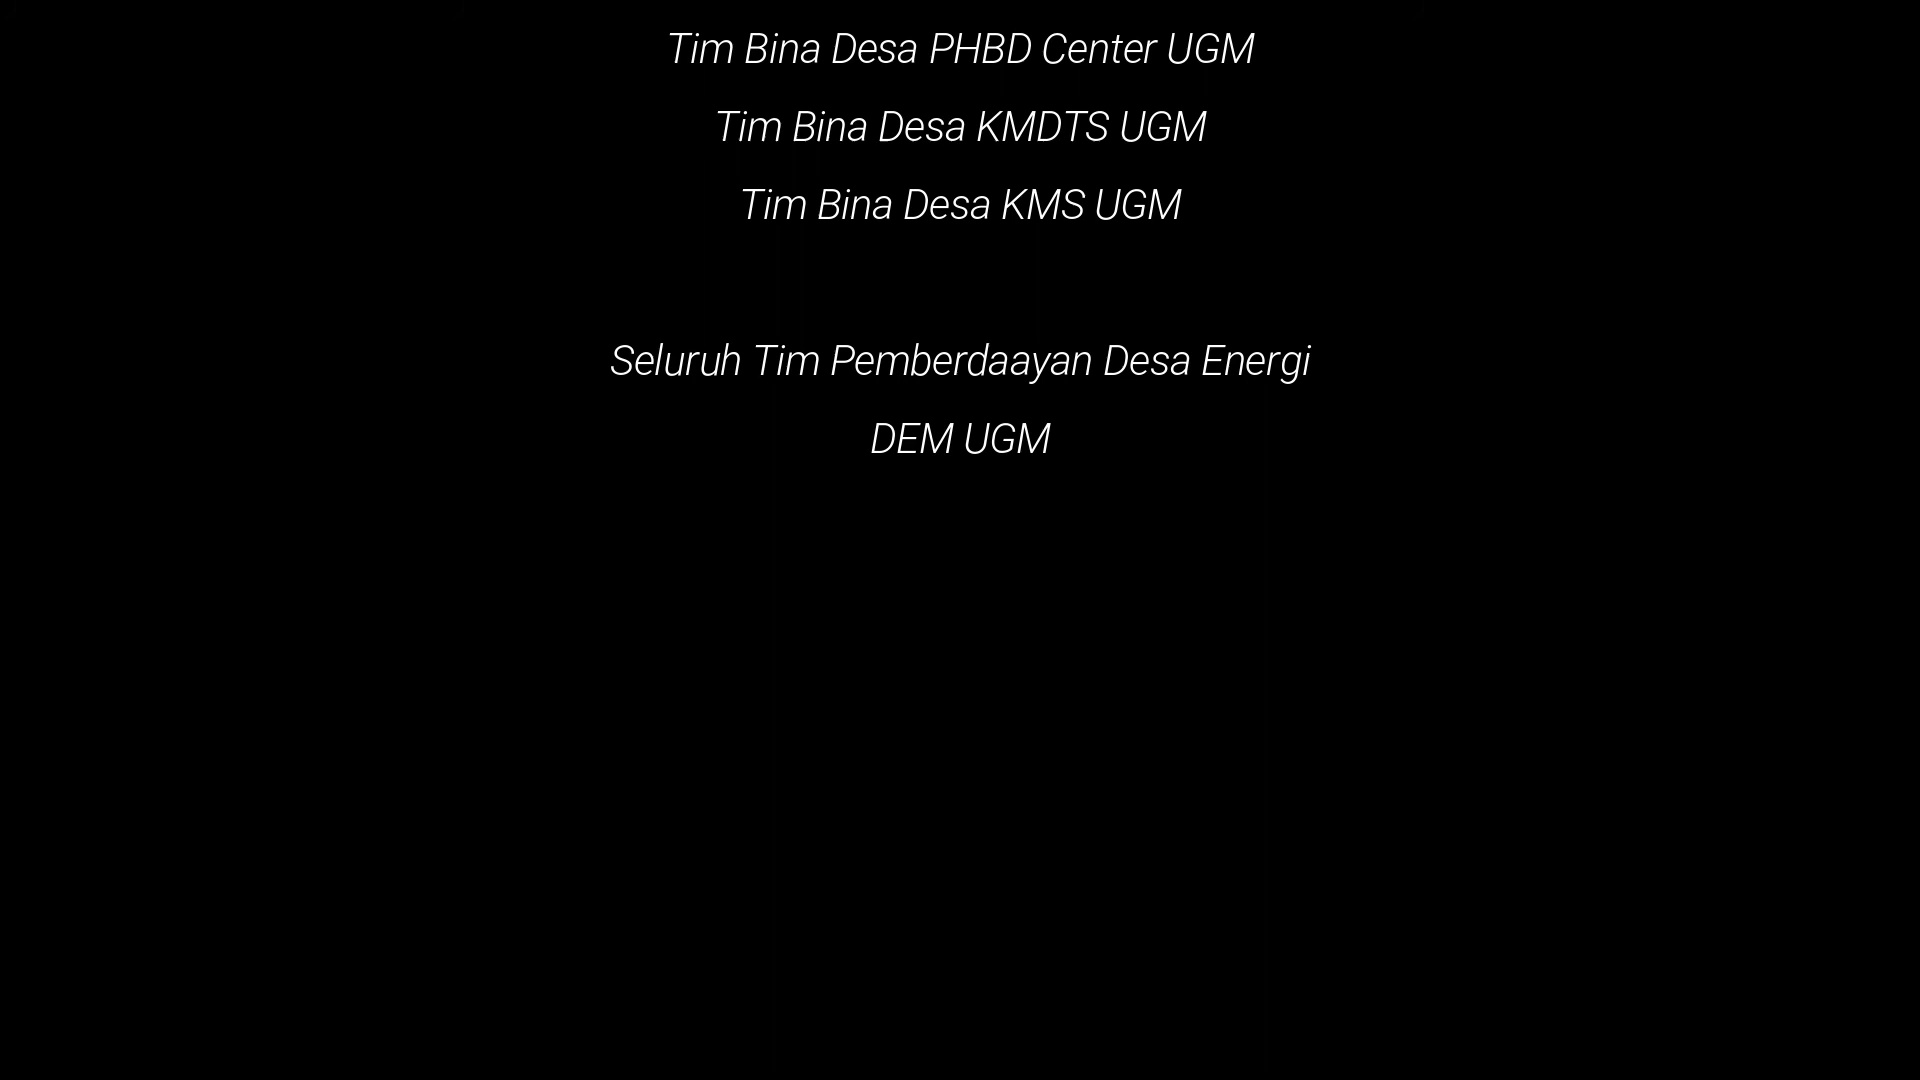 Tim Bina Desa PHBD Center UGM
Tim Bina Desa KMDTS UGM
Tim Bina Desa KMS UGM
Seluruh Tim Pemberdaayan Desa Energi
DEM UGM